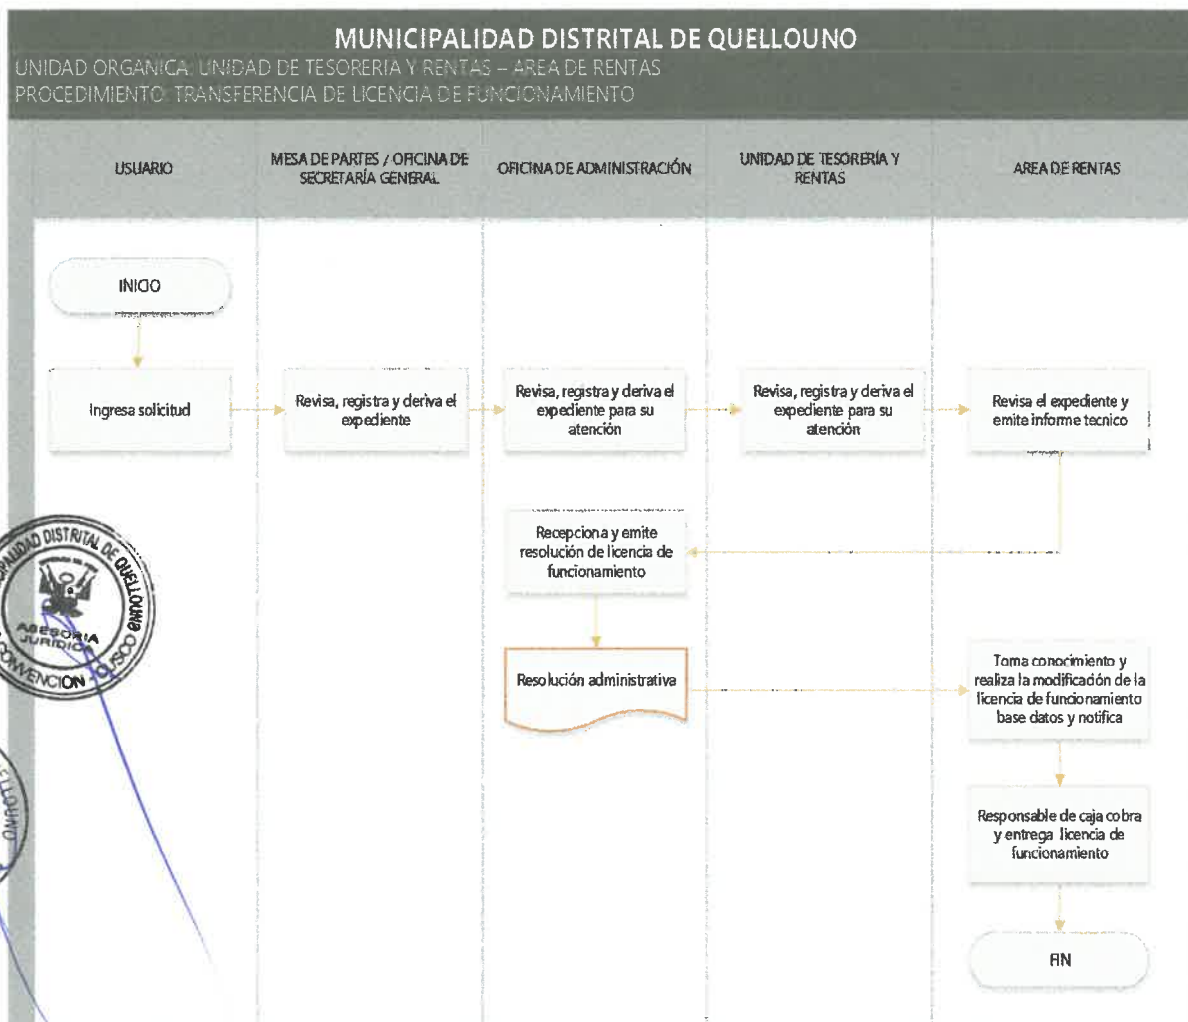 MUNICIPALIDAD DISTRITAL DE QUELLOUNO
UNIDAD ORGANICA: UNIDAD DE TESORERIA Y RENTAS – AREA DE RENTAS
PROCEDIMIENTO: TRANSFERENCIA DE LICENCIA DE FUNCIONAMIENTO
USUARIO
MESA DE PARTES / OFICINA DE
SECRETARÍA GENERAL
OFICINA DE ADMINISTRACIÓN
UNIDAD DE TESORERÍA Y
RENTAS
AREA DE RENTAS
INICIO
Ingresa solicitud
Revisa, registra y deriva el
expediente
Revisa, registra y deriva el
expediente para su
atención
Revisa, registra y deriva el
expediente para su
atención
Revisa el expediente y
emite informe tecnico
Recepciona y emite
resolución de licencia de
funcionamiento
Resolución administrativa
Toma conocimiento y
realiza la modificación de la
licencia de funcionamiento
base datos y notifica
Responsable de caja cobra
y entrega licencia de
funcionamiento
FIN
DISTRITAL DE QUELLOUNO
ASESORIA
JURIDICA
CONVENCION - CUSCO